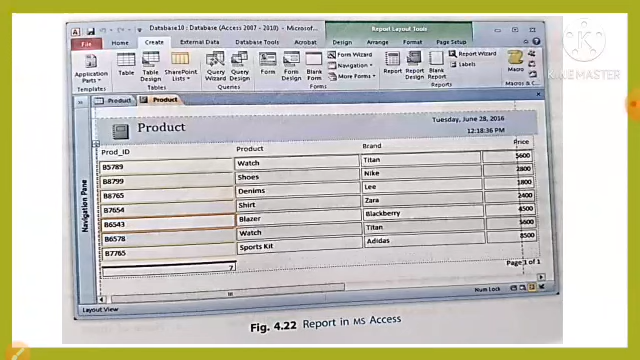 Database10 : Database (Access 2007 - 2010) - Microsof...
Report Layout Tools
File Home Create External Data Database Tools Acrobat Design Arrange Format Page Setup
Application Parts Table Table Design SharePoint Lists Query Wizard Query Design Form Form Design Blank Form Form Wizard Navigation More Forms Report Report Design Blank Report Report Wizard Labels Macro
Templates Tables Queries Forms Reports Macros & C...
KINEMASTER
Product Product
Product
Tuesday, June 28, 2016
12:18:36 PM
Prod_ID Product Brand Price
B5789 Watch Titan 5600
B8799 Shoes Nike 2800
B8765 Denims Lee 1800
B7654 Shirt Zara 2400
B6543 Blazer Blackberry 4500
B6578 Watch Titan 5600
B7765 Sports Kit Adidas 8500
7
Page 1 of 1
Navigation Pane
Layout View
Num Lock
Fig. 4.22 Report in MS Access